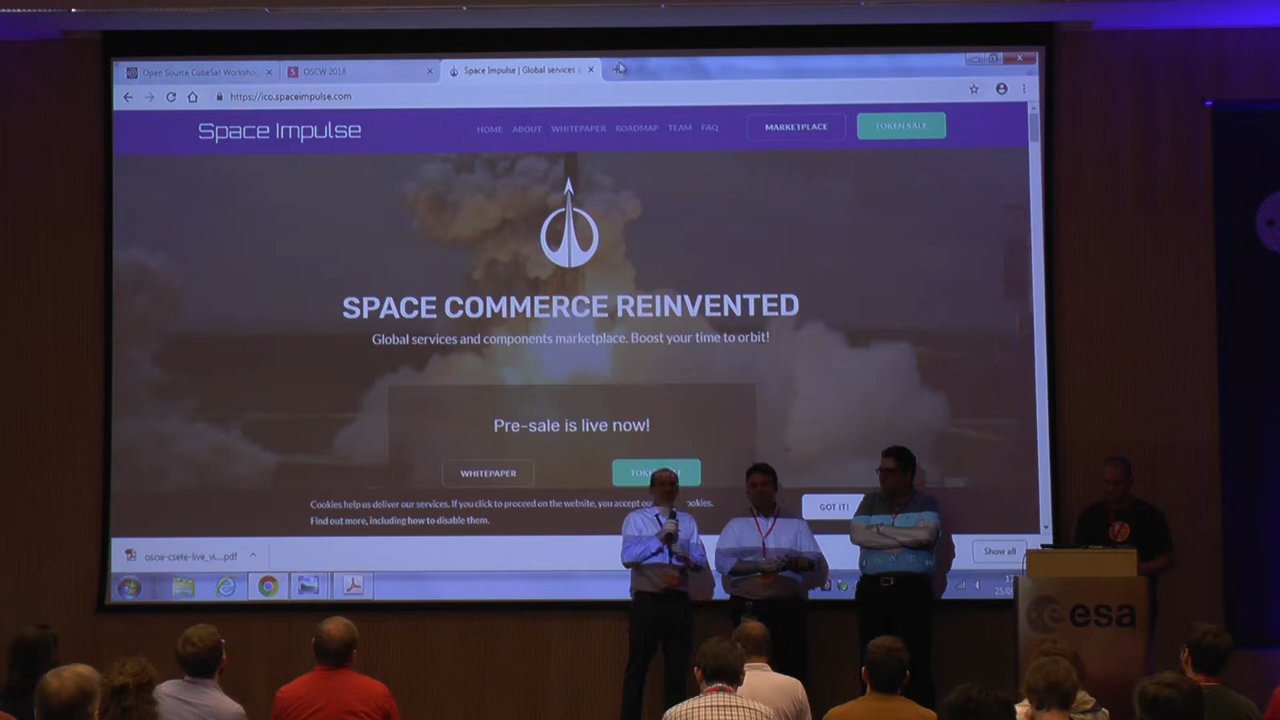 Open Source CubeSat Worksho
OSCW 2018
Space Impulse | Global services
https://ico.spaceimpulse.com
Space Impulse
HOME ABOUT WHITEPAPER ROADMAP TEAM FAQ MARKETPLACE TOKEN SALE
SPACE COMMERCE REINVENTED
Global services and components marketplace. Boost your time to orbit!
Pre-sale is live now!
WHITEPAPER
Cookies help us deliver our services. If you click to proceed on the website, you accept ou okies.
Find out more, including how to disable them.
GOT IT!
oscw-csete-live_vi....pdf
Show all
esa